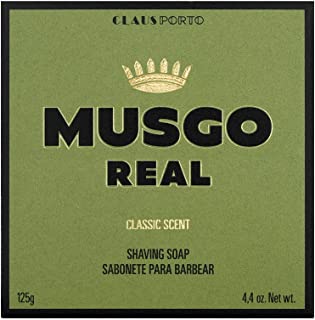 CLAUS PORTO
MUSGO
REAL
CLASSIC SCENT
SHAVING SOAP
SABONETE PARA BARBEAR
125g 4,4 oz. Net wt.